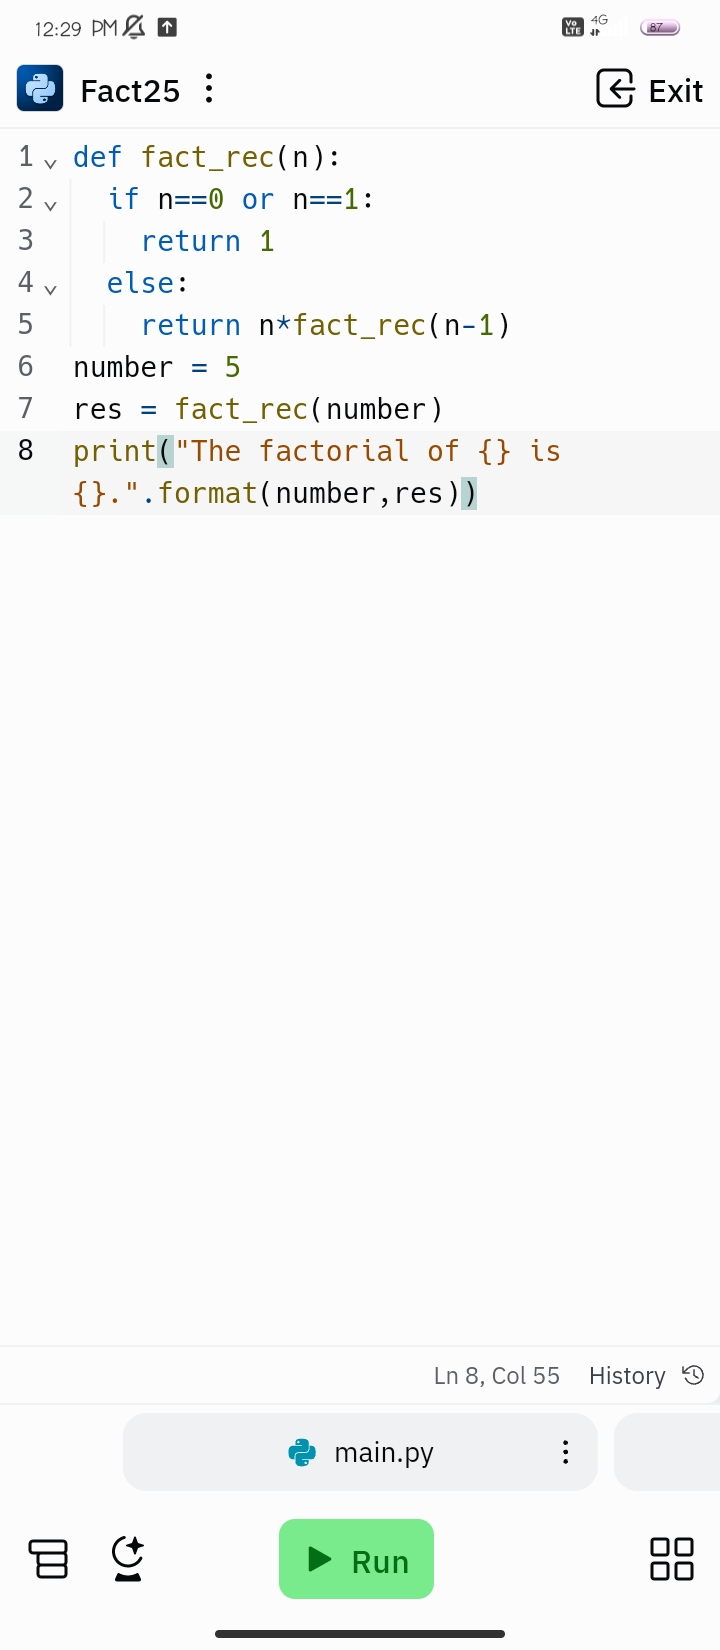 12:29 PM
Vo LTE 4G 87
Fact25 Exit
1 def fact_rec(n):
2 if n==0 or n==1:
3 return 1
4 else:
5 return n*fact_rec(n-1)
6 number = 5
7 res = fact_rec(number)
8 print("The factorial of {} is
{}.".format(number,res))
Ln 8, Col 55 History
main.py
Run